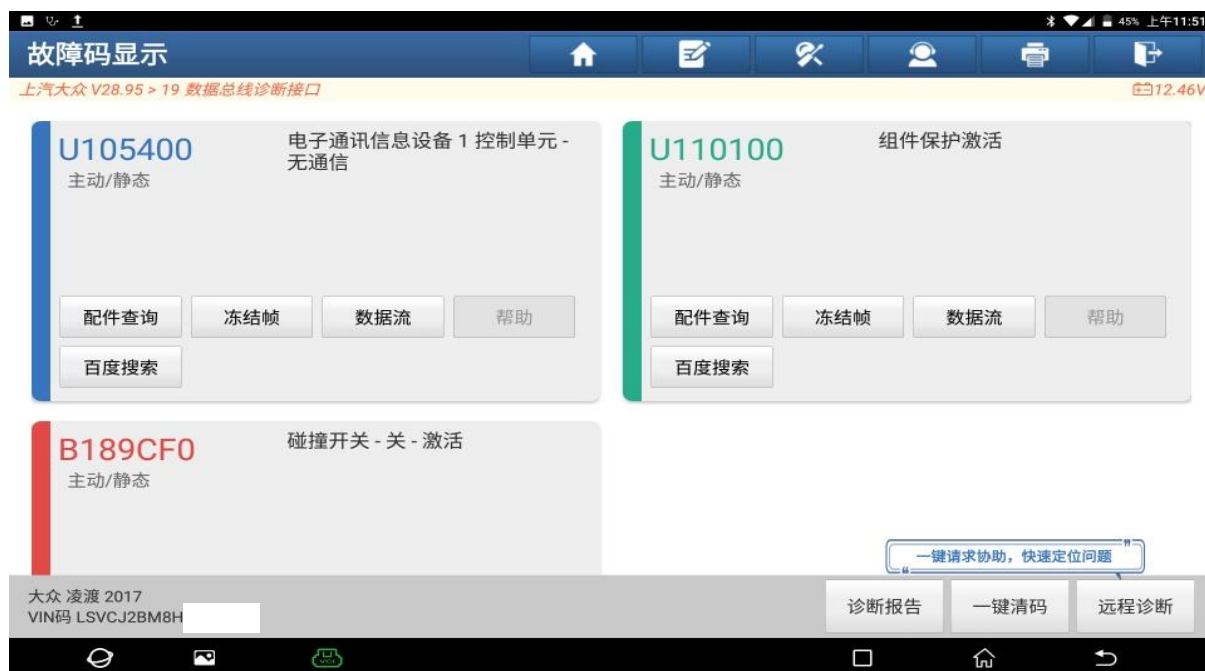 45% 上午11:51
故障码显示
上汽大众 V28.95 > 19 数据总线诊断接口
12.46V
U105400
主动/静态
电子通讯信息设备 1 控制单元 -
无通信
配件查询 冻结帧 数据流 帮助
百度搜索
U110100
主动/静态
组件保护激活
配件查询 冻结帧 数据流 帮助
百度搜索
B189CF0
主动/静态
碰撞开关 - 关 - 激活
一键请求协助，快速定位问题
大众 凌渡 2017
VIN码 LSVCJ2BM8H
诊断报告 一键清码 远程诊断